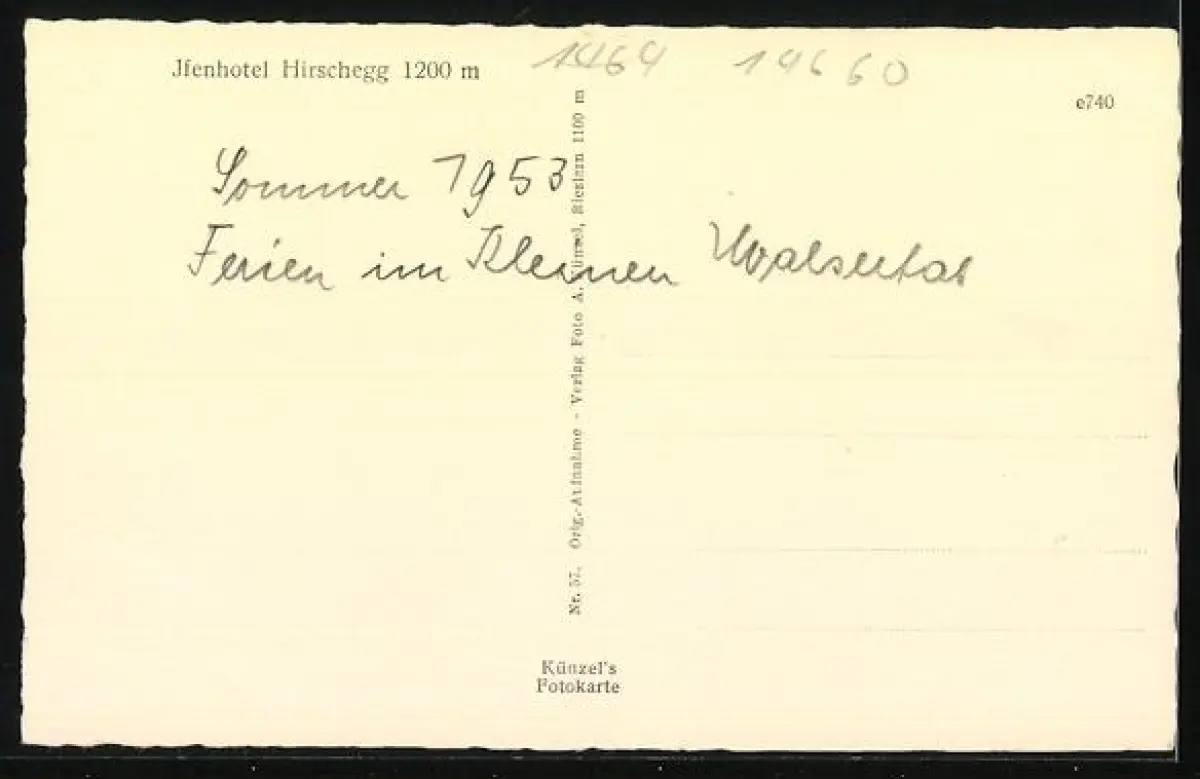 Jfenhotel Hirschegg 1200 m
1464 14660
e740
Sommer 1953
Ferien im Kleinen Walsertal
Nr. 57. Orig.-Aufnahme - Verlag Foto A. Künzel, Riezlern 1100 m
Künzel's
Fotokarte